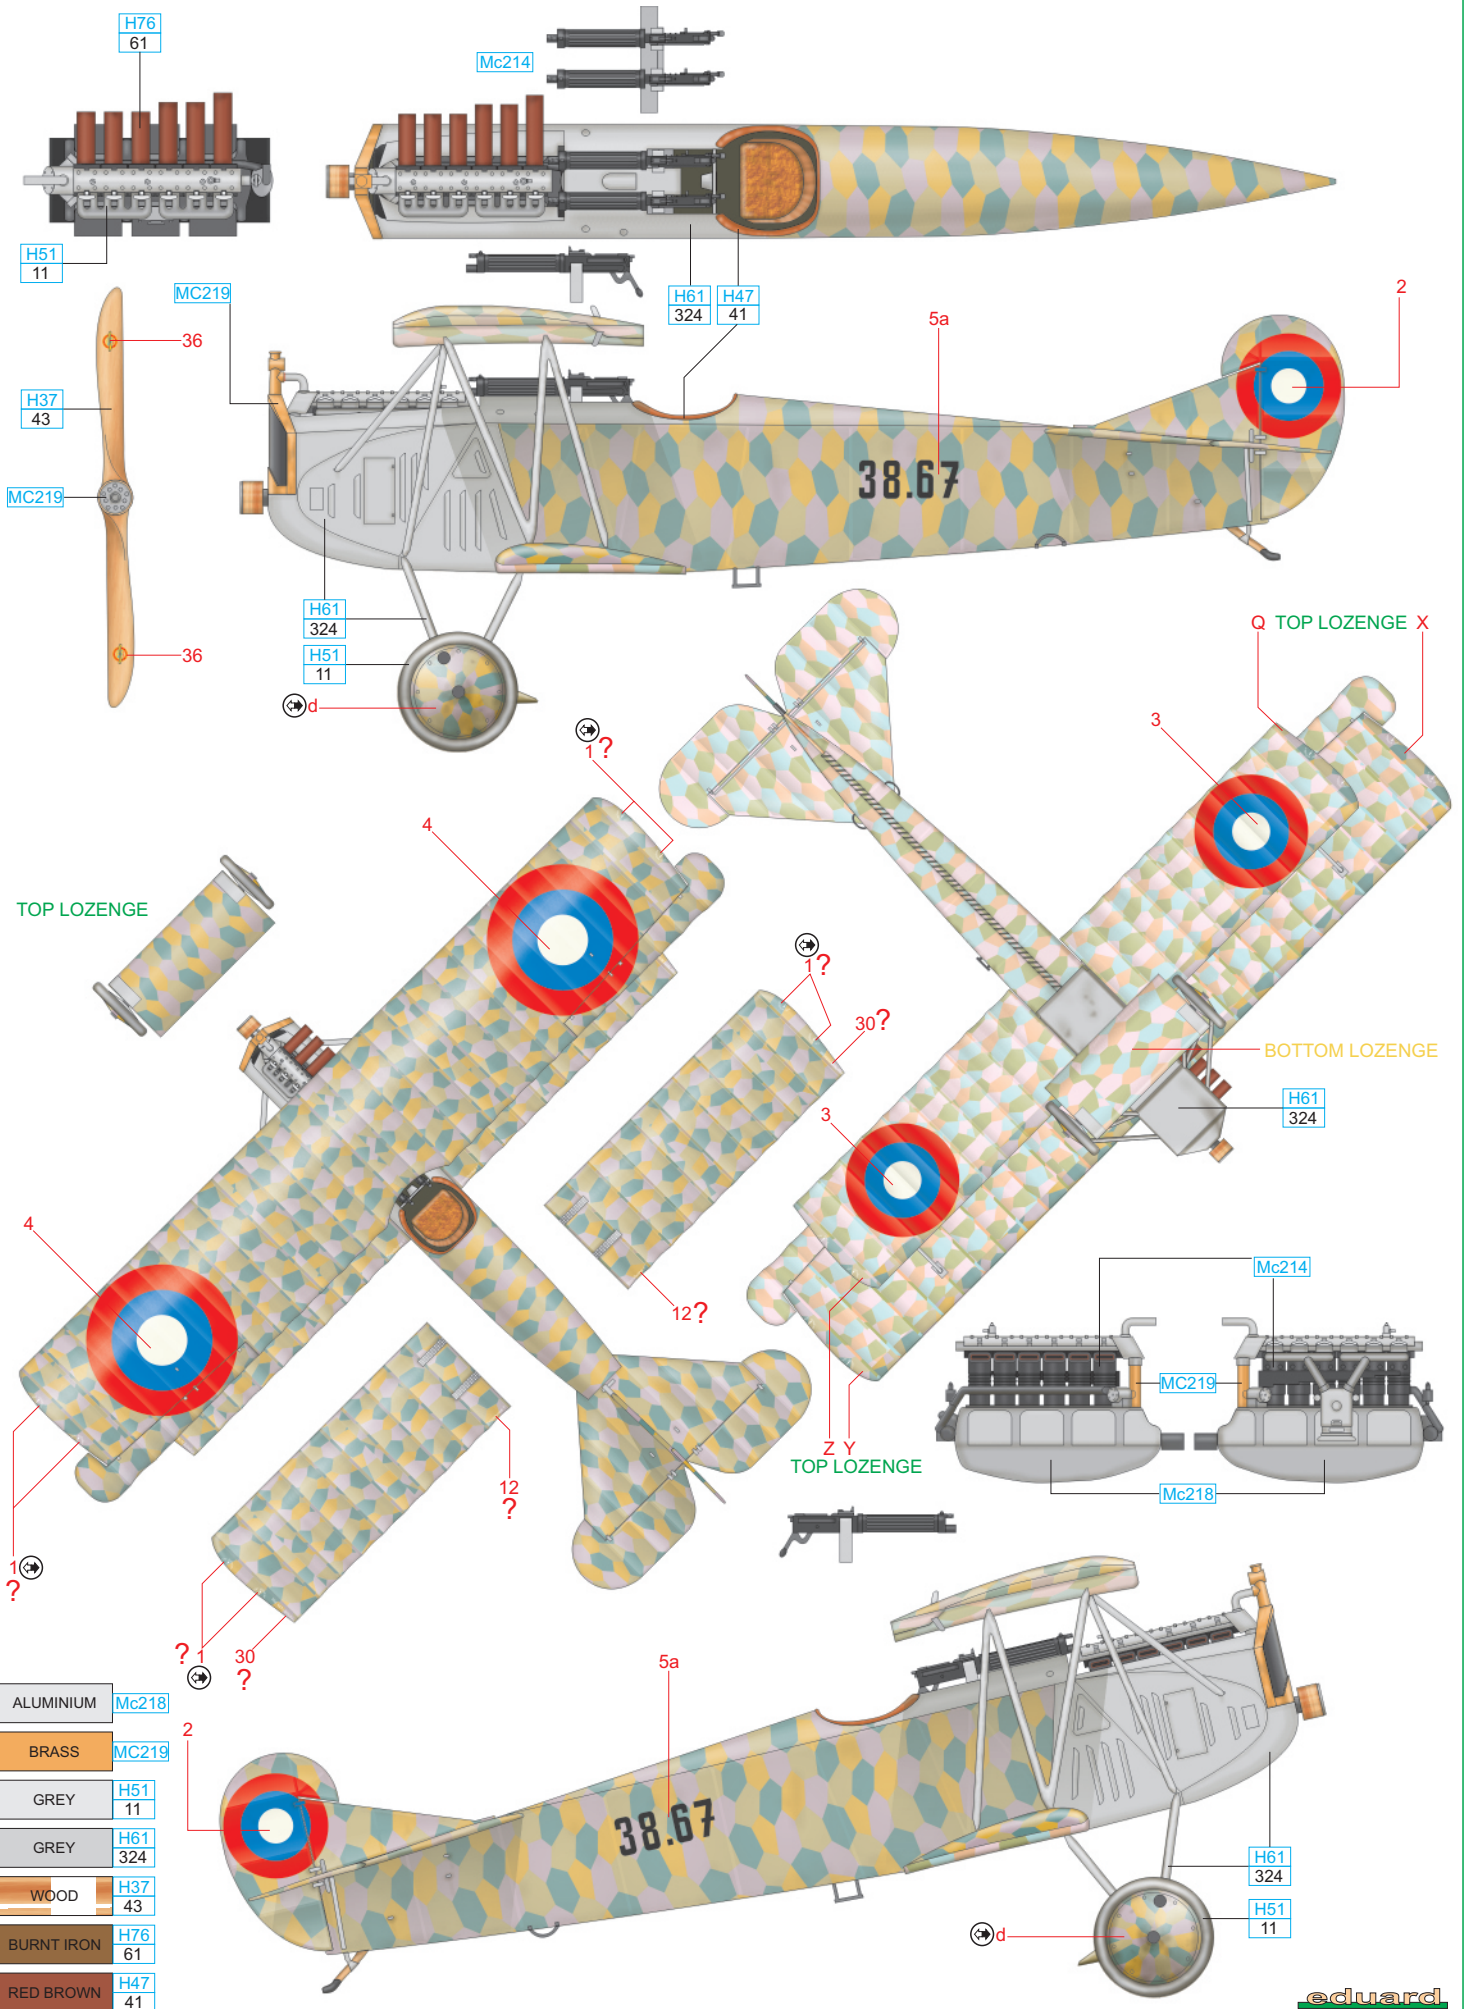 H76
61
Mc214
H51
11
MC219
H61
324
H47
41
2
5a
36
H37
43
38.67
MC219
H61
324
36
H51
11
d
Q TOP LOZENGE X
3
1?
4
TOP LOZENGE
1?
30?
BOTTOM LOZENGE
H61
324
3
4
Mc214
12?
MC219
Z Y
TOP LOZENGE
12
?
Mc218
1
?
? 1
30
?
5a
ALUMINIUM Mc218
2
BRASS MC219
GREY H51
11
38.67
GREY H61
324
H61
324
WOOD H37
43
H51
11
d
BURNT IRON H76
61
RED BROWN H47
41
eduard